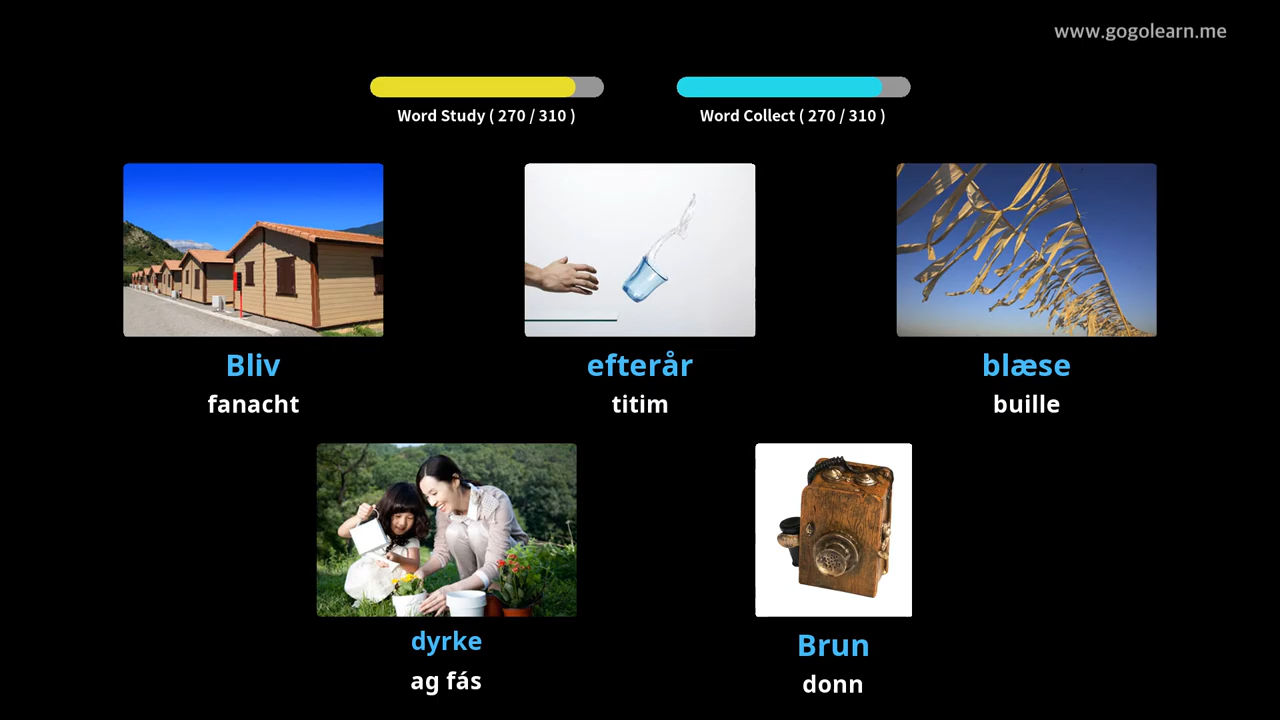 www.gogolearn.me
Word Study ( 270 / 310 )
Word Collect ( 270 / 310 )
Bliv
fanacht
efterår
titim
blæse
buille
dyrke
ag fás
Brun
donn